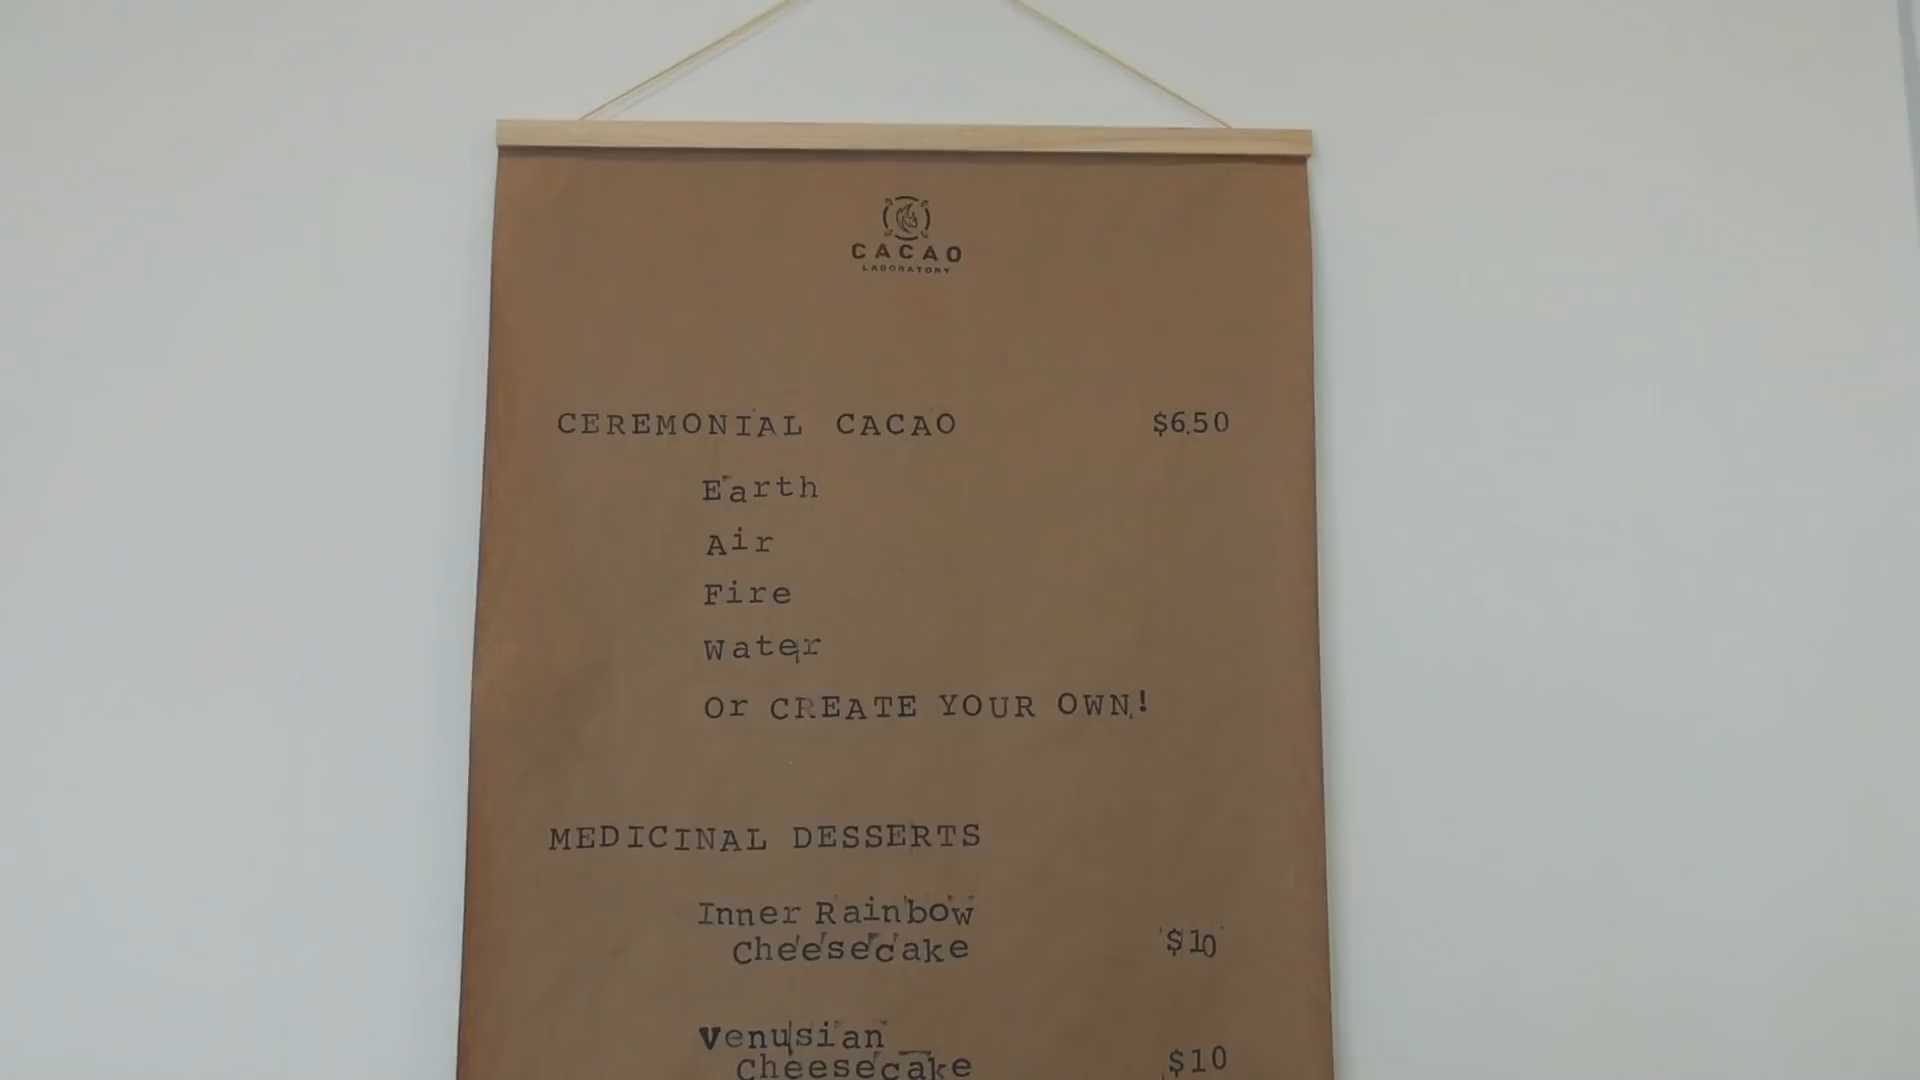 CACAO
LABORATORY
CEREMONIAL CACAO $6.50
Earth
Air
Fire
Water
Or CREATE YOUR OWN!
MEDICINAL DESSERTS
Inner Rainbow
Cheesecake $10
Venusian
Cheesecake $10